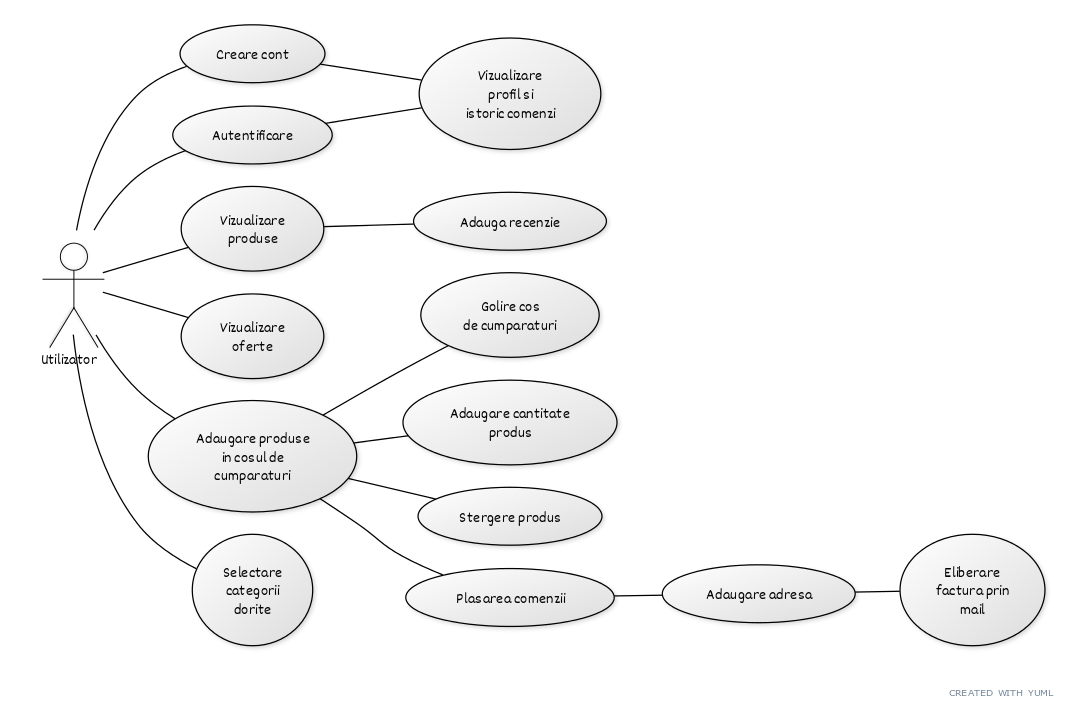 Creare cont
Vizualizare
profil si
istoric comenzi
Autentificare
Vizualizare
produse
Adauga recenzie
Utilizator
Vizualizare
oferte
Golire cos
de cumparaturi
Adaugare produse
in cosul de
cumparaturi
Adaugare cantitate
produs
Stergere produs
Selectare
categorii
dorite
Plasarea comenzii
Adaugare adresa
Eliberare
factura prin
mail
CREATED WITH YUML